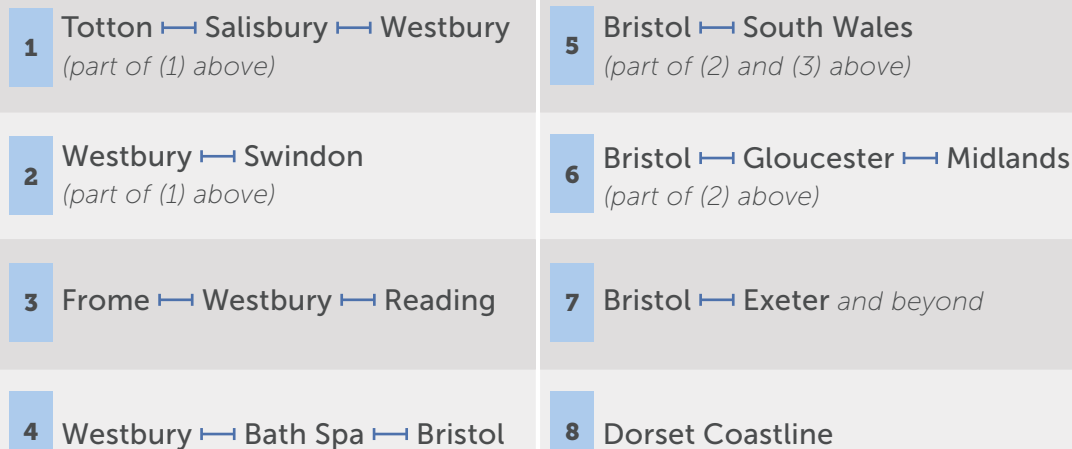 1 Totton Salisbury Westbury
(part of (1) above)
2 Westbury Swindon
(part of (1) above)
3 Frome Westbury Reading
4 Westbury Bath Spa Bristol
5 Bristol South Wales
(part of (2) and (3) above)
6 Bristol Gloucester Midlands
(part of (2) above)
7 Bristol Exeter and beyond
8 Dorset Coastline